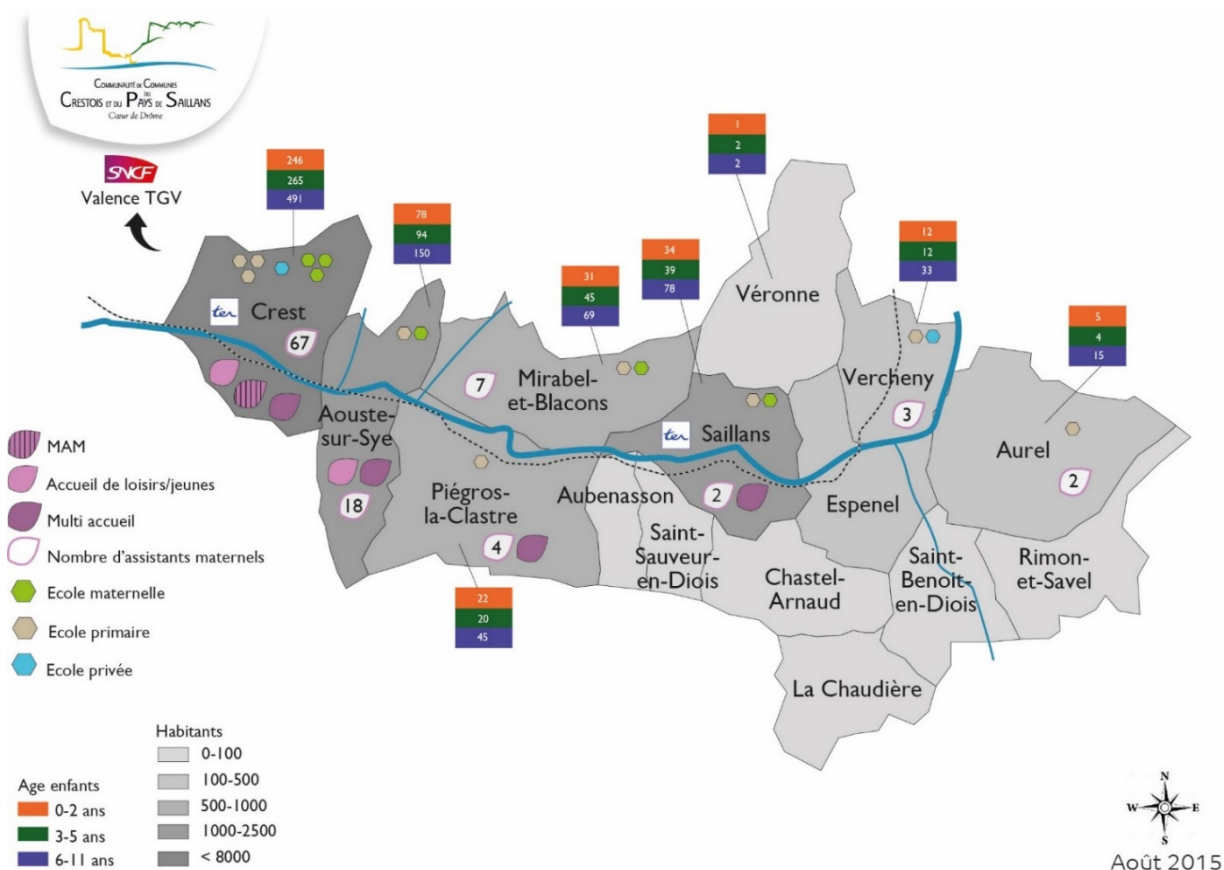 COMMUNAUTÉ DE COMMUNES
DU
CRESTOIS ET DU PAYS DE SAILLANS
Cœur de Drôme
SNCF
Valence TGV
246
265
491
78
94
150
31
45
69
34
39
78
1
2
2
12
12
33
5
4
15
22
20
45
ter
Crest
67
Aouste-
sur-Sye
18
7
Mirabel-
et-Blacons
Piégros-
la-Clastre
4
Aubenasson
Saint-
Sauveur-
en-Diois
ter
Saillans
2
Véronne
Vercheny
3
Espenel
Chastel-
Arnaud
La Chaudière
Saint-
Benoit-
en-Diois
Aurel
2
Rimon-
et-Savel
MAM
Accueil de loisirs/jeunes
Multi accueil
Nombre d'assistants maternels
Ecole maternelle
Ecole primaire
Ecole privée
Age enfants
0-2 ans
3-5 ans
6-11 ans
Habitants
0-100
100-500
500-1000
1000-2500
< 8000
N
W
E
S
Août 2015